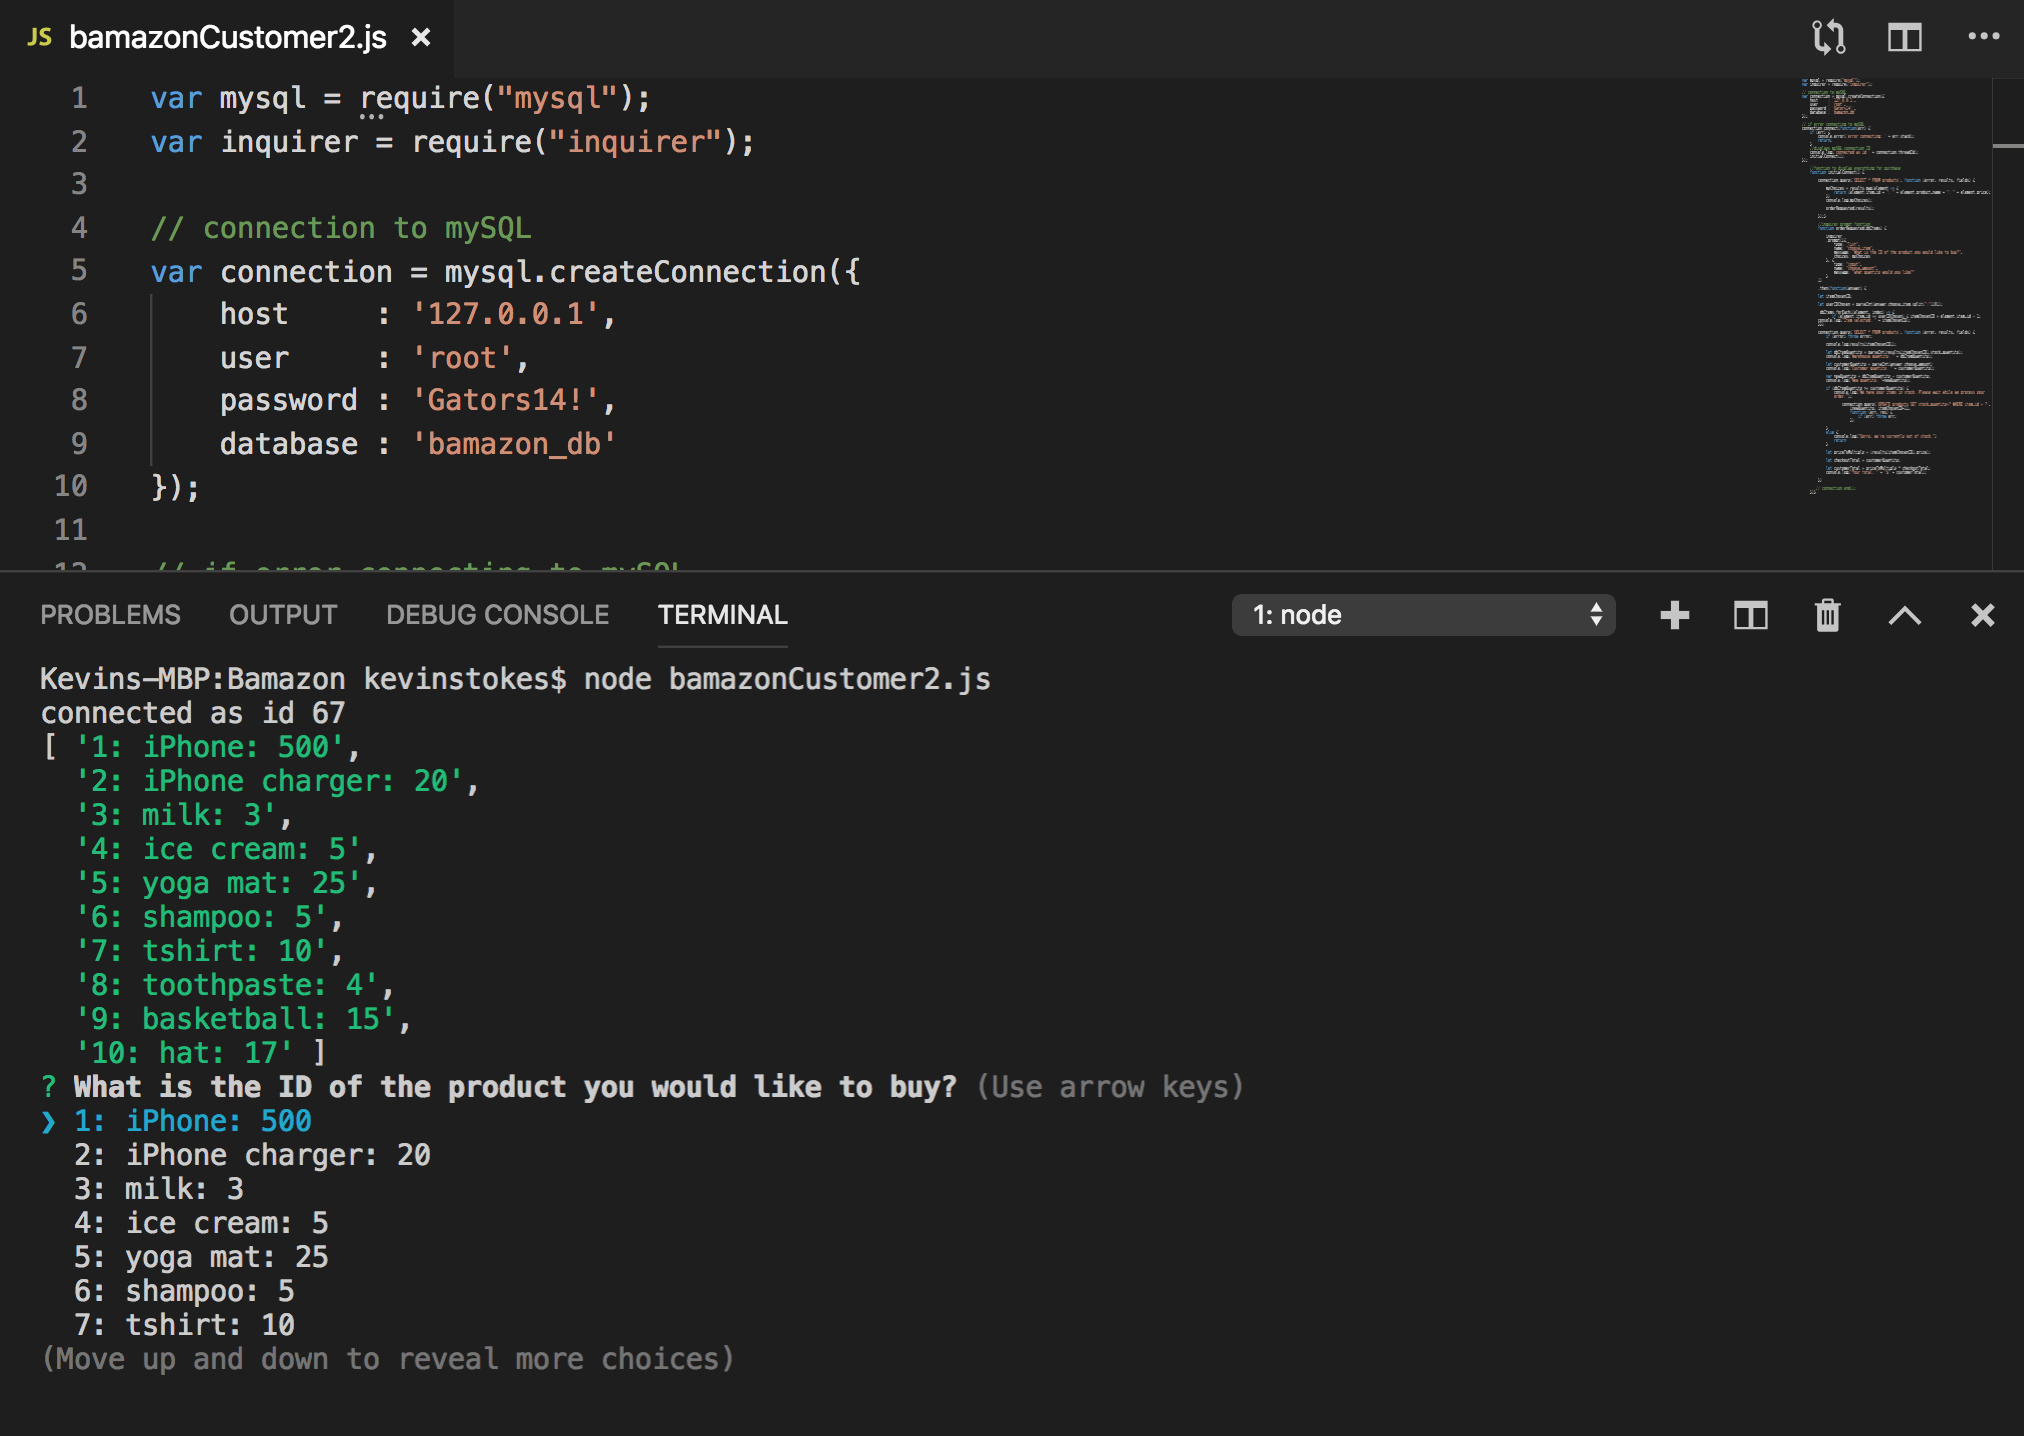 JS bamazonCustomer2.js ×
1 var mysql = require("mysql");
2 var inquirer = require("inquirer");
3
4 // connection to mySQL
5 var connection = mysql.createConnection({
6 host : '127.0.0.1',
7 user : 'root',
8 password : 'Gators14!',
9 database : 'bamazon_db'
10 });
11
12 // if error connecting to mySQL
PROBLEMS OUTPUT DEBUG CONSOLE TERMINAL 1: node
Kevins-MBP:Bamazon kevinstokes$ node bamazonCustomer2.js
connected as id 67
[ '1: iPhone: 500',
'2: iPhone charger: 20',
'3: milk: 3',
'4: ice cream: 5',
'5: yoga mat: 25',
'6: shampoo: 5',
'7: tshirt: 10',
'8: toothpaste: 4',
'9: basketball: 15',
'10: hat: 17' ]
? What is the ID of the product you would like to buy? (Use arrow keys)
❯ 1: iPhone: 500
2: iPhone charger: 20
3: milk: 3
4: ice cream: 5
5: yoga mat: 25
6: shampoo: 5
7: tshirt: 10
(Move up and down to reveal more choices)